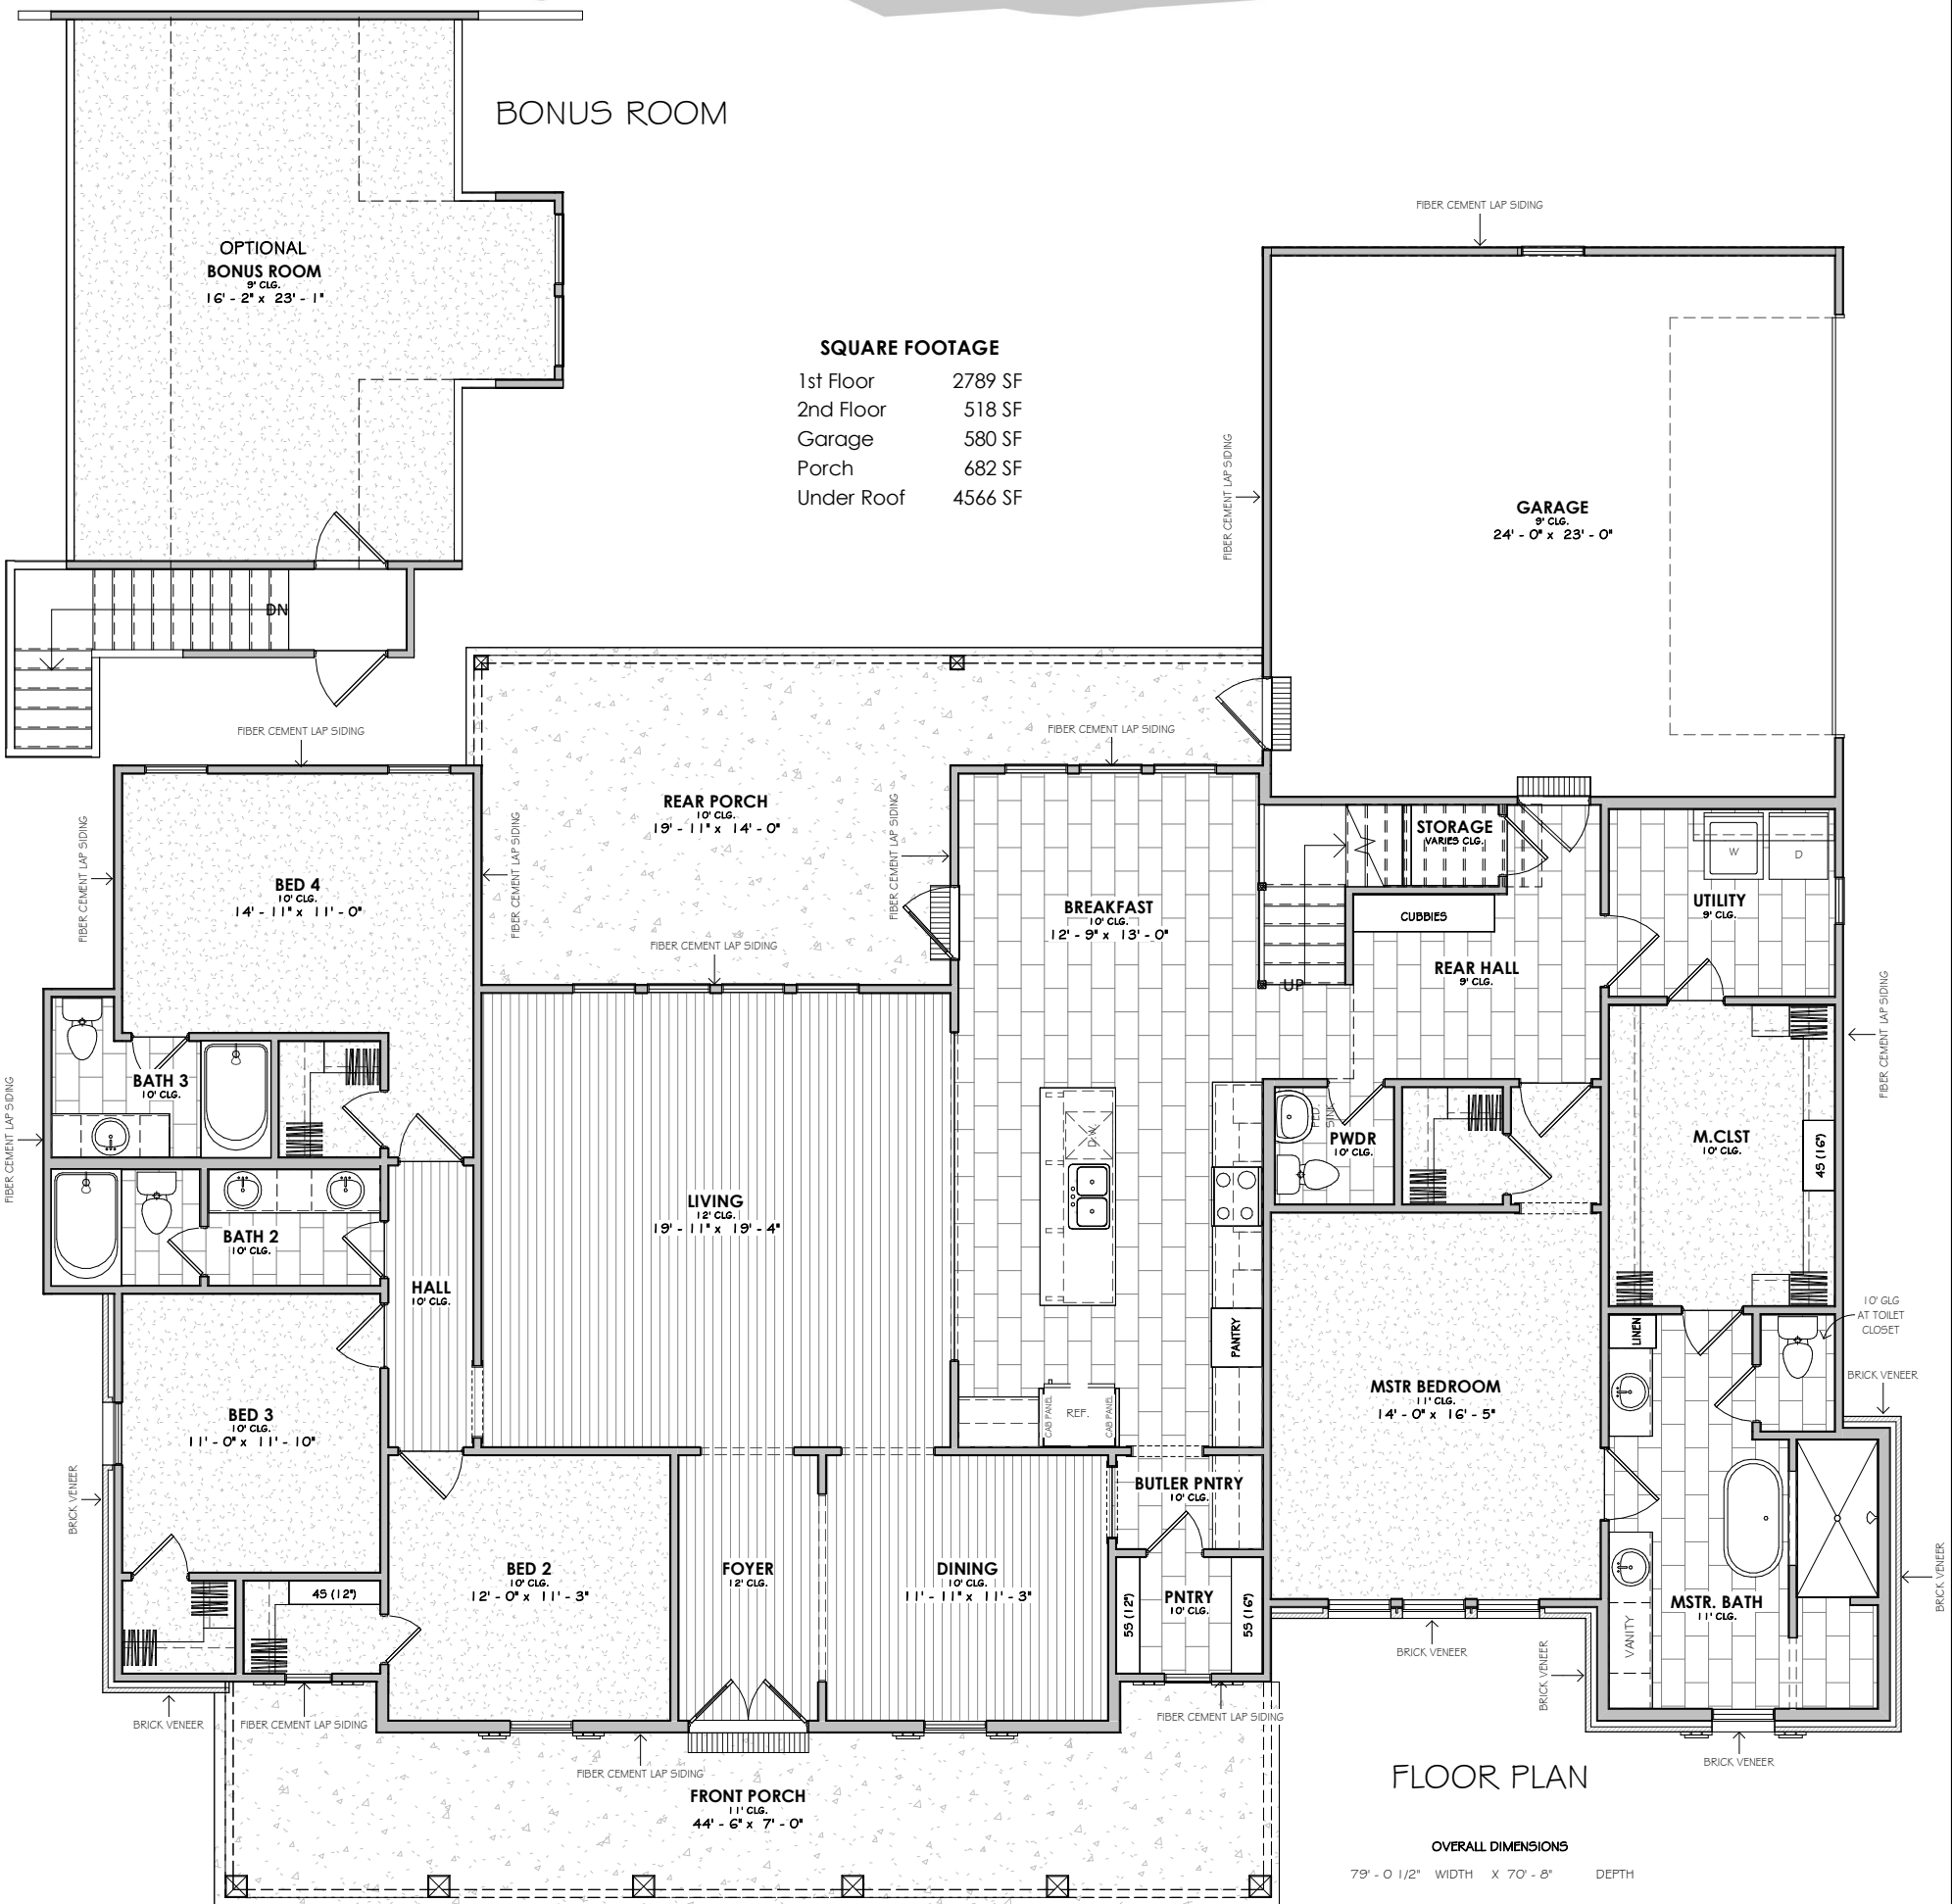 BONUS ROOM
OPTIONAL
BONUS ROOM
9' CLG.
16' - 2" x 23' - 1"
DN
SQUARE FOOTAGE
1st Floor 2789 SF
2nd Floor 518 SF
Garage 580 SF
Porch 682 SF
Under Roof 4566 SF
FIBER CEMENT LAP SIDING
FIBER CEMENT LAP SIDING
GARAGE
9' CLG.
24' - 0" x 23' - 0"
FIBER CEMENT LAP SIDING
FIBER CEMENT LAP SIDING
FIBER CEMENT LAP SIDING
BED 4
10' CLG.
14' - 11" x 11' - 0"
FIBER CEMENT LAP SIDING
REAR PORCH
10' CLG.
19' - 11" x 14' - 0"
FIBER CEMENT LAP SIDING
FIBER CEMENT LAP SIDING
BREAKFAST
10' CLG.
12' - 9" x 13' - 0"
STORAGE
VARIES CLG.
CUBBIES
UP
REAR HALL
9' CLG.
W
D
UTILITY
9' CLG.
FIBER CEMENT LAP SIDING
FIBER CEMENT LAP SIDING
BATH 3
10' CLG.
BATH 2
10' CLG.
HALL
10' CLG.
LIVING
12' CLG.
19' - 11" x 19' - 4"
D.W.
PED. SINK
PWDR
10' CLG.
M.CLST
10' CLG.
4S (16")
10' GLG
AT TOILET
CLOSET
LINEN
PANTRY
BRICK VENEER
BED 3
10' CLG.
11' - 0" x 11' - 10"
BRICK VENEER
CAB PANEL
REF.
CAB PANEL
MSTR BEDROOM
11' CLG.
14' - 0" x 16' - 5"
BUTLER PNTRY
10' CLG.
4S (12")
BED 2
10' CLG.
12' - 0" x 11' - 3"
FOYER
12' CLG.
DINING
10' CLG.
11' - 11" x 11' - 3"
5S (12")
PNTRY
10' CLG.
5S (16")
MSTR. BATH
11' CLG.
VANITY
BRICK VENEER
BRICK VENEER
BRICK VENEER
BRICK VENEER
FIBER CEMENT LAP SIDING
FIBER CEMENT LAP SIDING
FIBER CEMENT LAP SIDING
BRICK VENEER
FRONT PORCH
11' CLG.
44' - 6" x 7' - 0"
FLOOR PLAN
OVERALL DIMENSIONS
79' - 0 1/2" WIDTH X 70' - 8" DEPTH